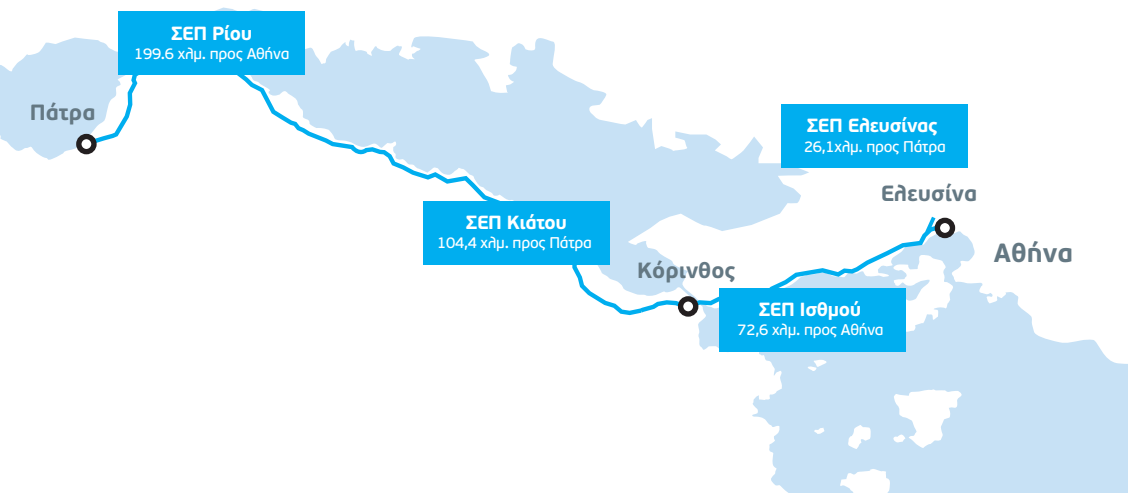 ΣΕΠ Ρίου
199.6 χλμ. προς Αθήνα
Πάτρα
ΣΕΠ Ελευσίνας
26,1χλμ. προς Πάτρα
Ελευσίνα
ΣΕΠ Κιάτου
104,4 χλμ. προς Πάτρα
Αθήνα
Κόρινθος
ΣΕΠ Ισθμού
72,6 χλμ. προς Αθήνα